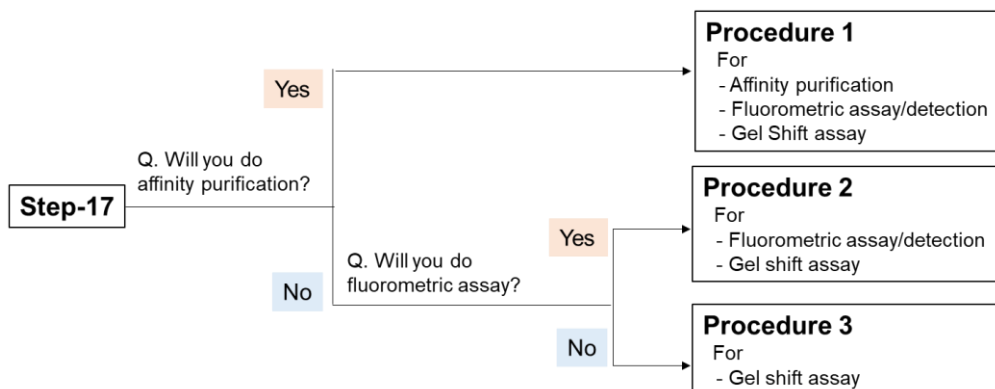 Step-17
Q. Will you do
affinity purification?
Yes
No
Q. Will you do
fluorometric assay?
Yes
No
Procedure 1
For
- Affinity purification
- Fluorometric assay/detection
- Gel Shift assay
Procedure 2
For
- Fluorometric assay/detection
- Gel shift assay
Procedure 3
For
- Gel shift assay